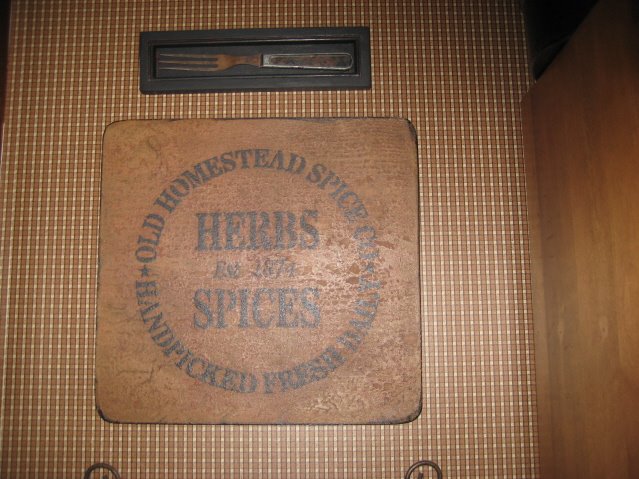 OLD HOMESTEAD SPICE CO.
HERBS
Est. 1874
SPICES
HANDPICKED FRESH DAILY